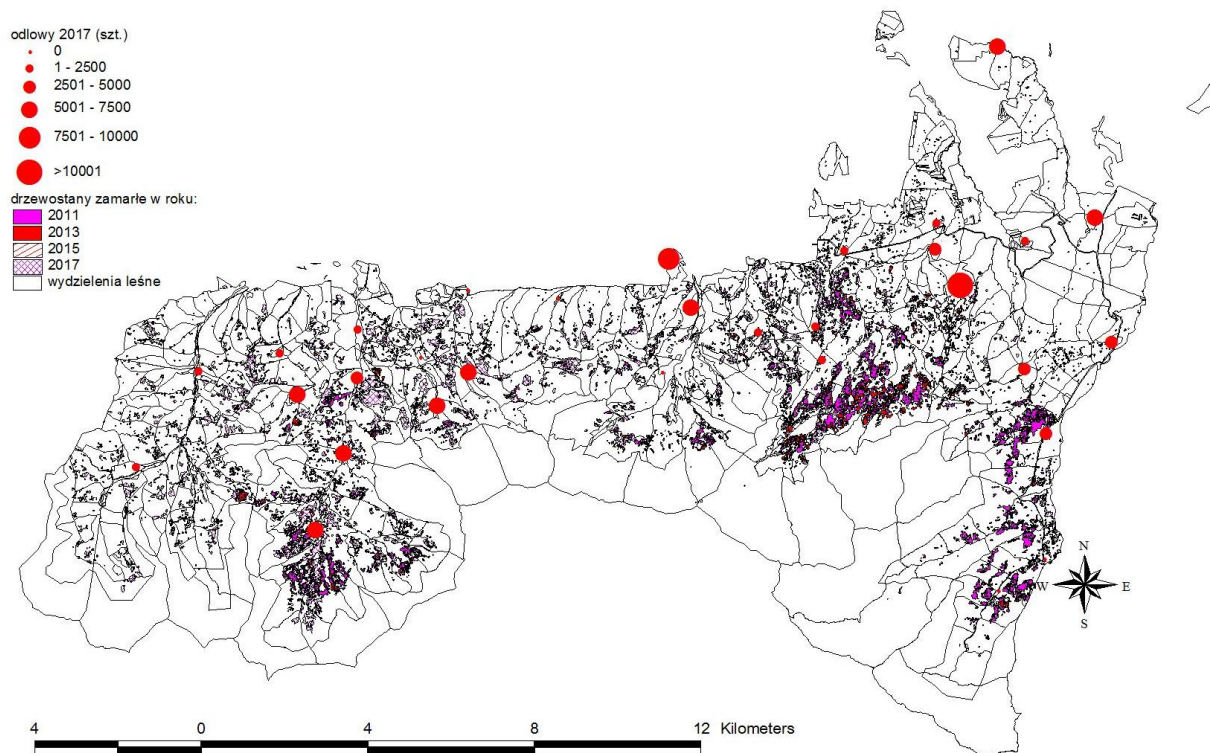 odlowy 2017 (szt.)
0
1 - 2500
2501 - 5000
5001 - 7500
7501 - 10000
>10001
drzewostany zamarłe w roku:
2011
2013
2015
2017
wydzielenia leśne
N
W E
S
4 0 4 8 12 Kilometers